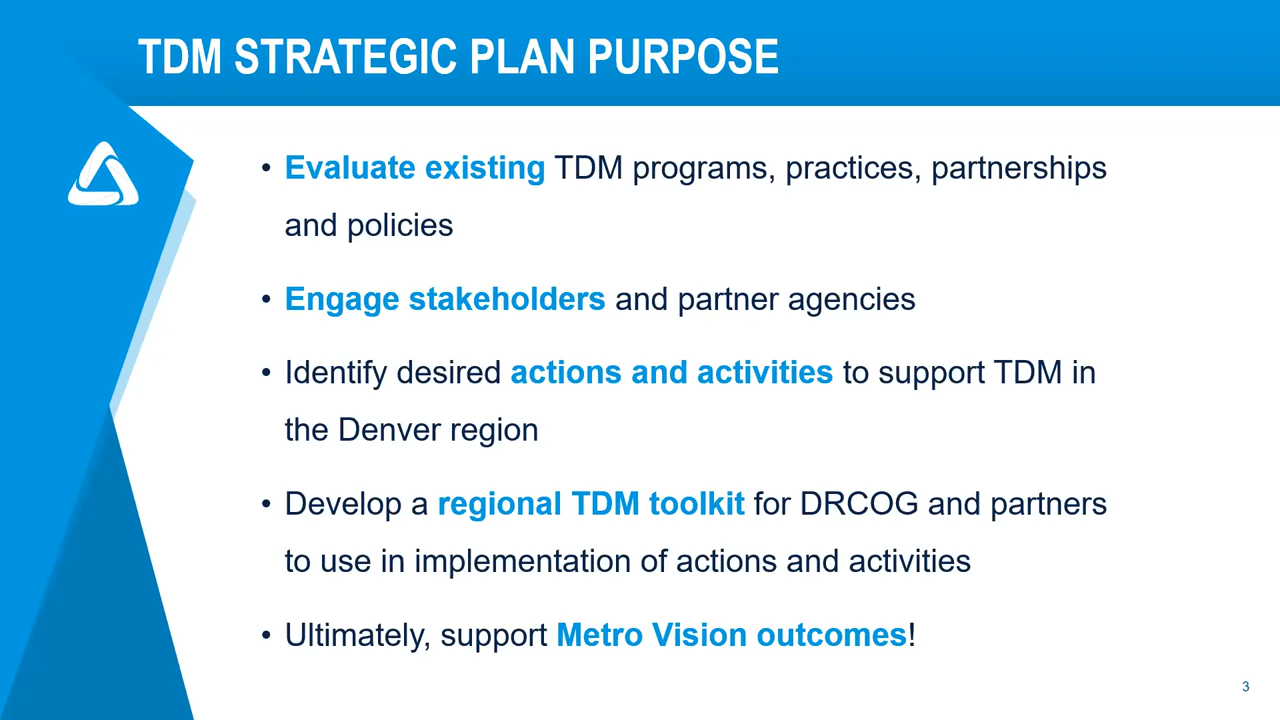 TDM STRATEGIC PLAN PURPOSE
• Evaluate existing TDM programs, practices, partnerships
and policies
• Engage stakeholders and partner agencies
• Identify desired actions and activities to support TDM in
the Denver region
• Develop a regional TDM toolkit for DRCOG and partners
to use in implementation of actions and activities
• Ultimately, support Metro Vision outcomes!
3